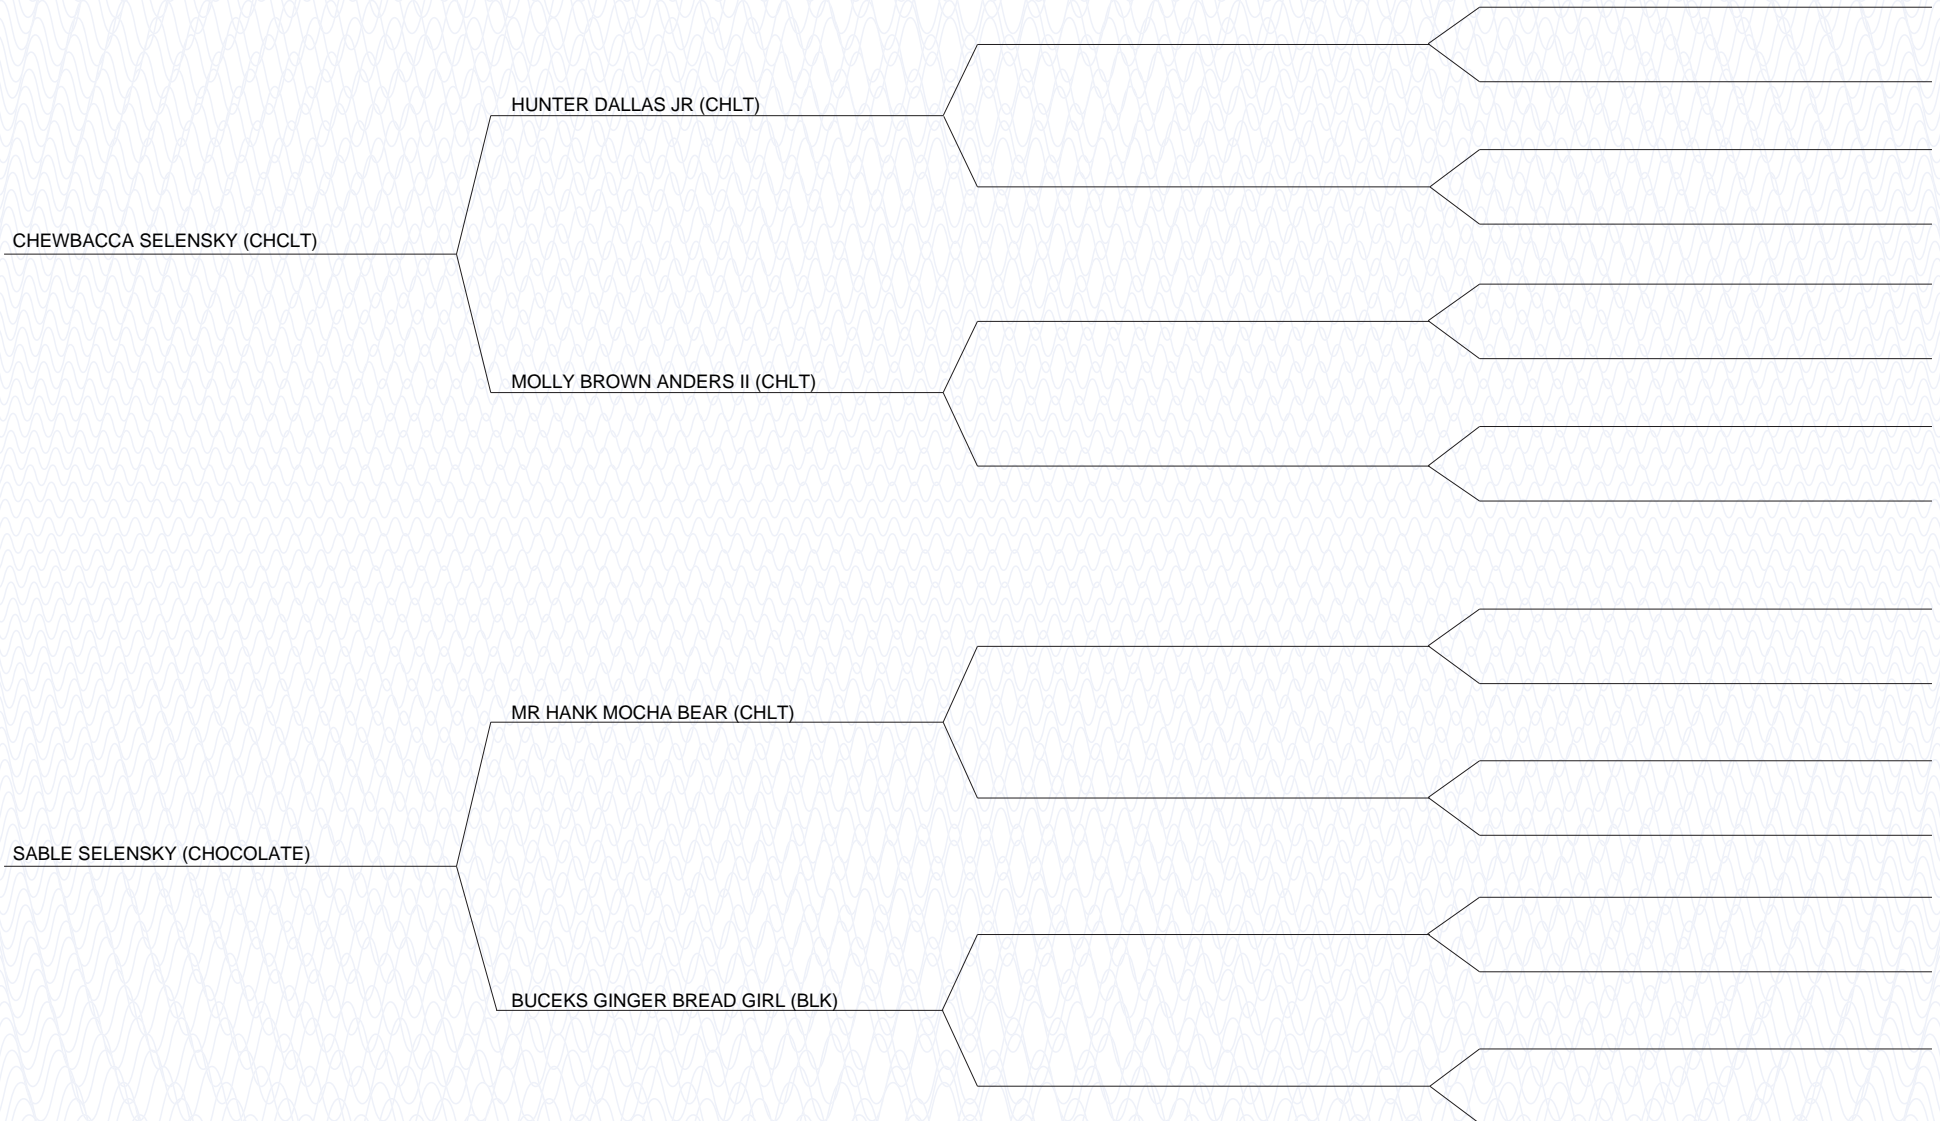 HUNTER DALLAS JR (CHLT)
CHEWBACCA SELENSKY (CHCLT)
MOLLY BROWN ANDERS II (CHLT)
MR HANK MOCHA BEAR (CHLT)
SABLE SELENSKY (CHOCOLATE)
BUCEKS GINGER BREAD GIRL (BLK)